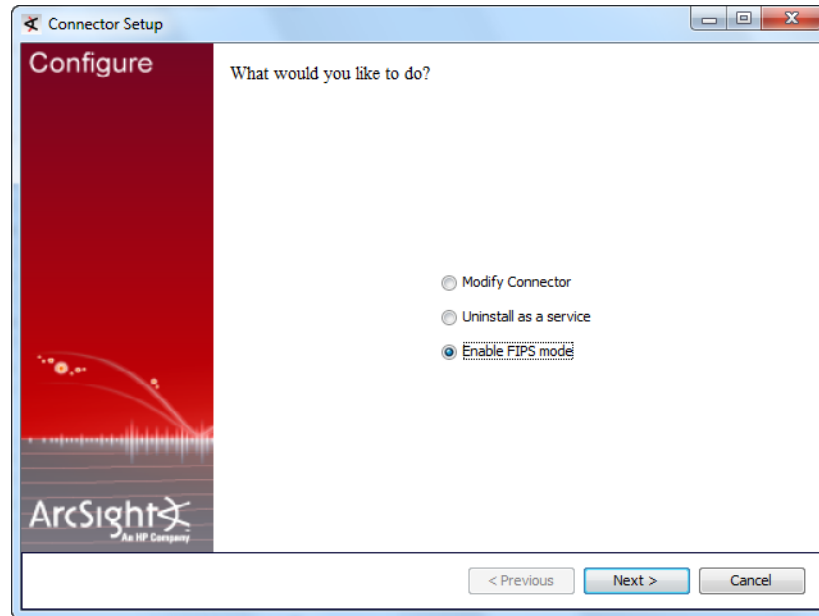 Connector Setup
Configure
What would you like to do?
Modify Connector
Uninstall as a service
Enable FIPS mode
ArcSight
An HP Company
< Previous
Next >
Cancel